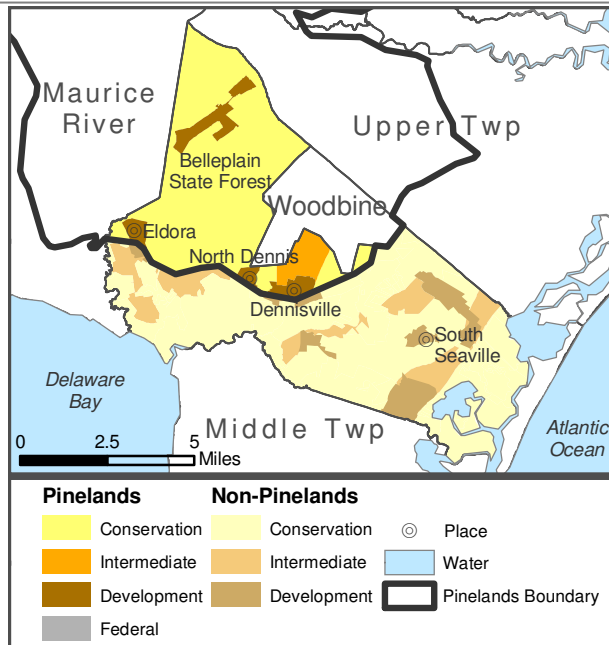 Maurice
River
Upper Twp
Belleplain
State Forest
Woodbine
Eldora
North Dennis
Dennisville
South
Seaville
Delaware
Bay
Middle Twp
Atlantic
Ocean
0 2.5 5
Miles
Pinelands
Conservation
Intermediate
Development
Federal
Non-Pinelands
Conservation
Intermediate
Development
Place
Water
Pinelands Boundary